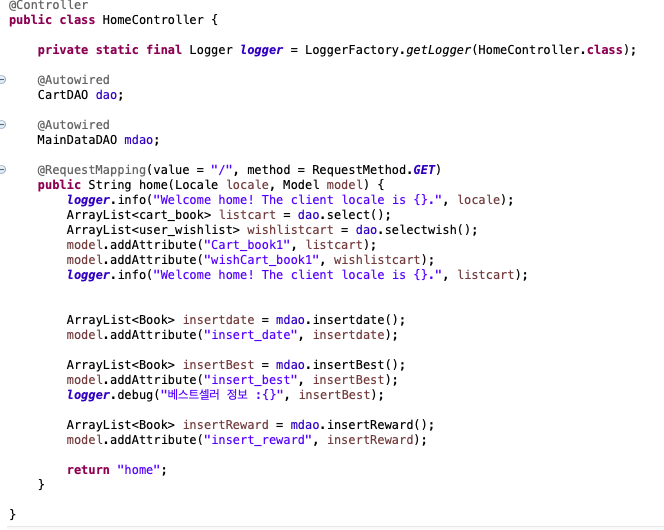 @Controller
public class HomeController {
private static final Logger logger = LoggerFactory.getLogger(HomeController.class);
@Autowired
CartDAO dao;
@Autowired
MainDataDAO mdao;
@RequestMapping(value = "/", method = RequestMethod.GET)
public String home(Locale locale, Model model) {
logger.info("Welcome home! The client locale is {}.", locale);
ArrayList<cart_book> listcart = dao.select();
ArrayList<user_wishlist> wishlistcart = dao.selectwish();
model.addAttribute("Cart_book1", listcart);
model.addAttribute("wishCart_book1", wishlistcart);
logger.info("Welcome home! The client locale is {}.", listcart);
ArrayList<Book> insertdate = mdao.insertdate();
model.addAttribute("insert_date", insertdate);
ArrayList<Book> insertBest = mdao.insertBest();
model.addAttribute("insert_best", insertBest);
logger.debug("베스트셀러 정보 :{}", insertBest);
ArrayList<Book> insertReward = mdao.insertReward();
model.addAttribute("insert_reward", insertReward);
return "home";
}
}